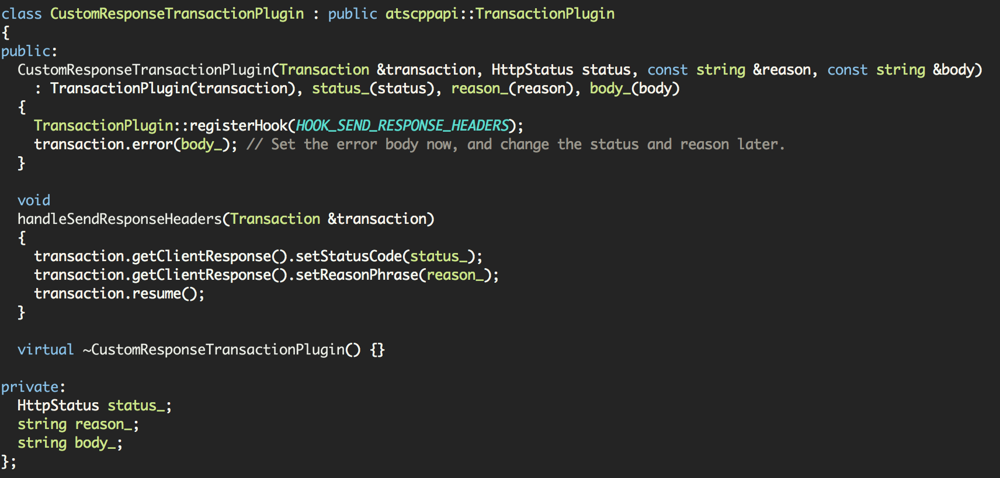 class CustomResponseTransactionPlugin : public atscppapi::TransactionPlugin
{
public:
  CustomResponseTransactionPlugin(Transaction &transaction, HttpStatus status, const string &reason, const string &body)
    : TransactionPlugin(transaction), status_(status), reason_(reason), body_(body)
  {
    TransactionPlugin::registerHook(HOOK_SEND_RESPONSE_HEADERS);
    transaction.error(body_); // Set the error body now, and change the status and reason later.
  }

  void
  handleSendResponseHeaders(Transaction &transaction)
  {
    transaction.getClientResponse().setStatusCode(status_);
    transaction.getClientResponse().setReasonPhrase(reason_);
    transaction.resume();
  }

  virtual ~CustomResponseTransactionPlugin() {}

private:
  HttpStatus status_;
  string reason_;
  string body_;
};